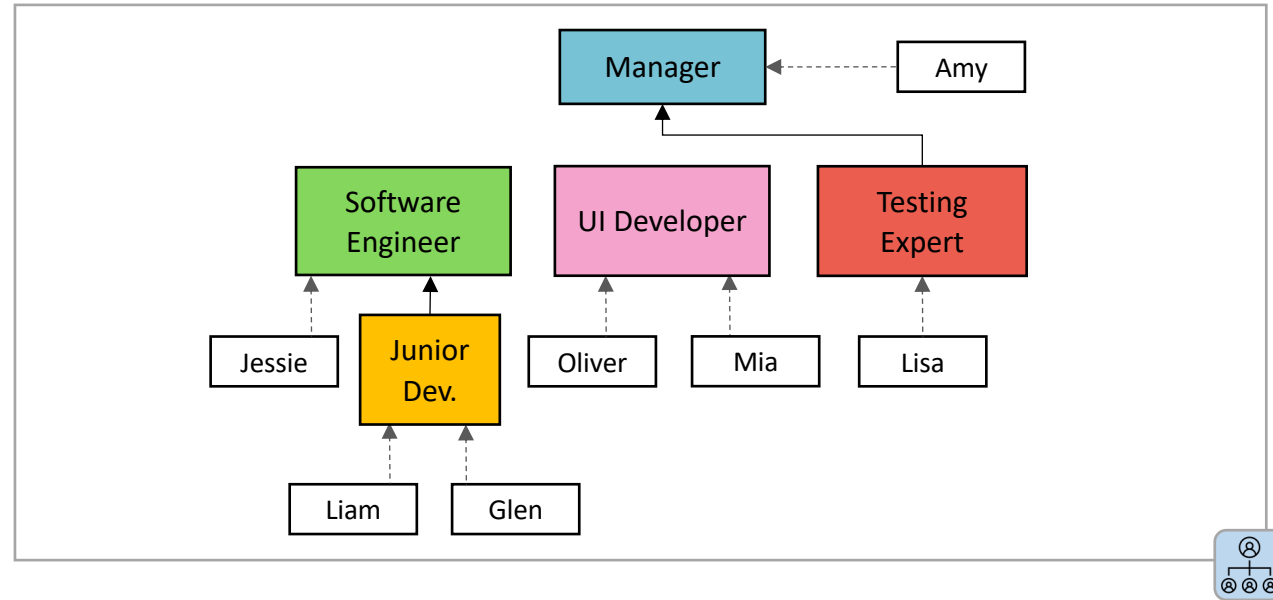 Manager
Amy
Software
Engineer
UI Developer
Testing
Expert
Jessie
Junior
Dev.
Oliver
Mia
Lisa
Liam
Glen